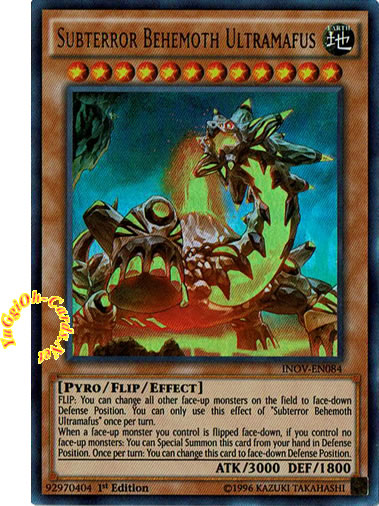 SUBTERROR BEHEMOTH ULTRAMAFUS
EARTH
地
YuGgiOh-Cards.Net
INOV-EN084
[PYRO/FLIP/EFFECT]
FLIP: You can change all other face-up monsters on the field to face-down
Defense Position. You can only use this effect of "Subterror Behemoth
Ultramafus" once per turn.
When a face-up monster you control is flipped face-down, if you control no
face-up monsters: You can Special Summon this card from your hand in Defense
Position. Once per turn: You can change this card to face-down Defense Position.
ATK/3000 DEF/1800
92970404 1st Edition ©1996 KAZUKI TAKAHASHI